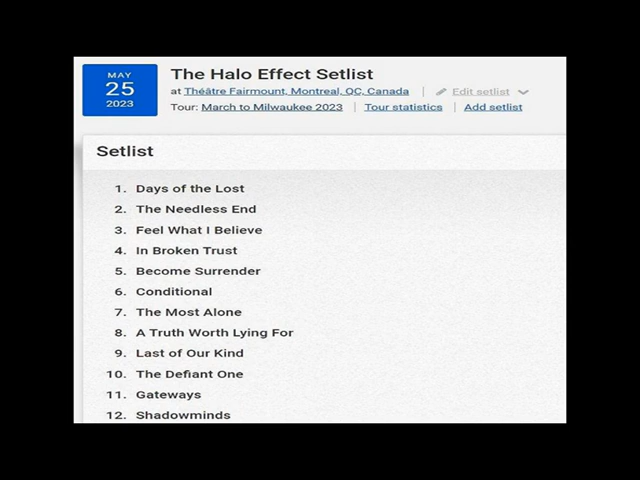 MAY
25
2023
The Halo Effect Setlist
at Théâtre Fairmount, Montreal, QC, Canada | Edit setlist
Tour: March to Milwaukee 2023 | Tour statistics | Add setlist
Setlist
1. Days of the Lost
2. The Needless End
3. Feel What I Believe
4. In Broken Trust
5. Become Surrender
6. Conditional
7. The Most Alone
8. A Truth Worth Lying For
9. Last of Our Kind
10. The Defiant One
11. Gateways
12. Shadowminds